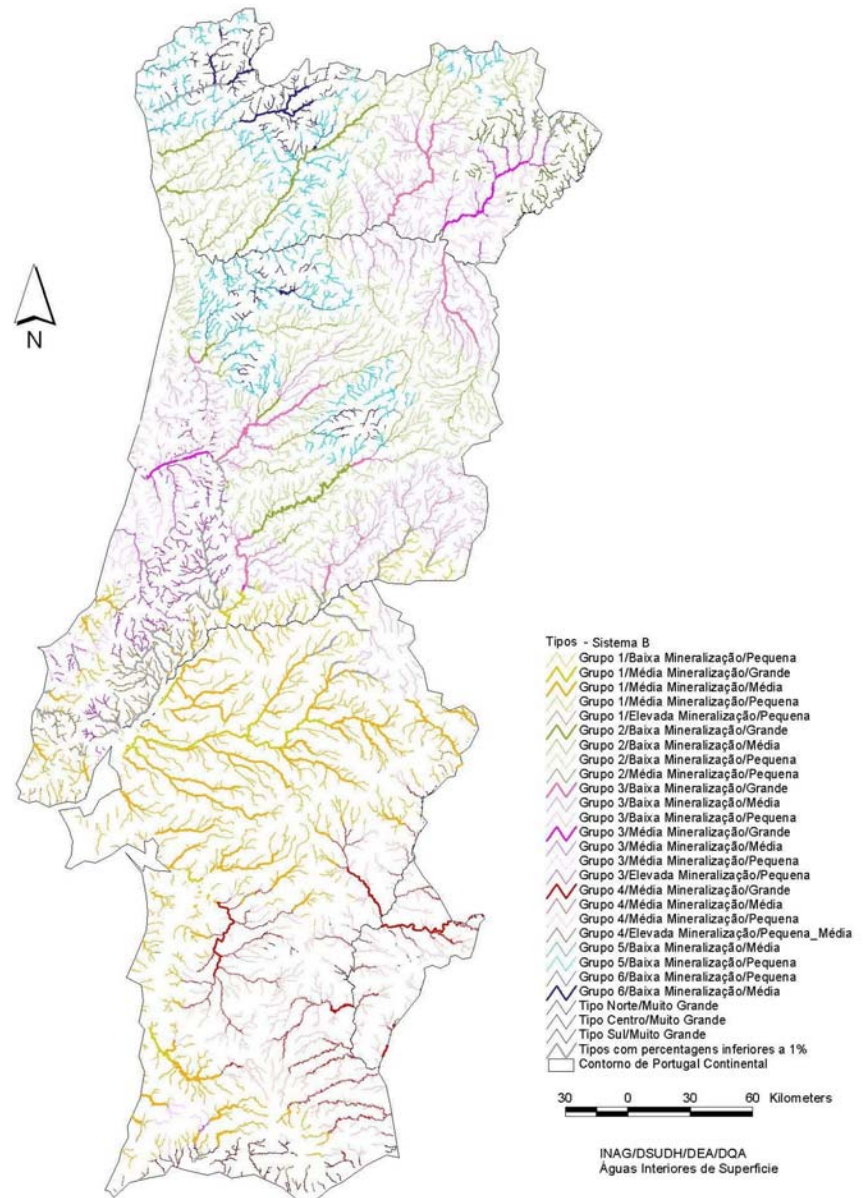 N
Tipos - Sistema B
Grupo 1/Baixa Mineralização/Pequena
Grupo 1/Média Mineralização/Grande
Grupo 1/Média Mineralização/Média
Grupo 1/Média Mineralização/Pequena
Grupo 1/Elevada Mineralização/Pequena
Grupo 2/Baixa Mineralização/Grande
Grupo 2/Baixa Mineralização/Média
Grupo 2/Baixa Mineralização/Pequena
Grupo 2/Média Mineralização/Pequena
Grupo 3/Baixa Mineralização/Grande
Grupo 3/Baixa Mineralização/Média
Grupo 3/Baixa Mineralização/Pequena
Grupo 3/Média Mineralização/Grande
Grupo 3/Média Mineralização/Média
Grupo 3/Média Mineralização/Pequena
Grupo 3/Elevada Mineralização/Pequena
Grupo 4/Média Mineralização/Grande
Grupo 4/Média Mineralização/Média
Grupo 4/Média Mineralização/Pequena
Grupo 4/Elevada Mineralização/Pequena_Média
Grupo 5/Baixa Mineralização/Média
Grupo 5/Baixa Mineralização/Pequena
Grupo 6/Baixa Mineralização/Pequena
Grupo 6/Baixa Mineralização/Média
Tipo Norte/Muito Grande
Tipo Centro/Muito Grande
Tipo Sul/Muito Grande
Tipos com percentagens inferiores a 1%
Contorno de Portugal Continental
30 0 30 60 Kilometers
INAG/DSUDH/DEA/DQA
Águas Interiores de Superficie